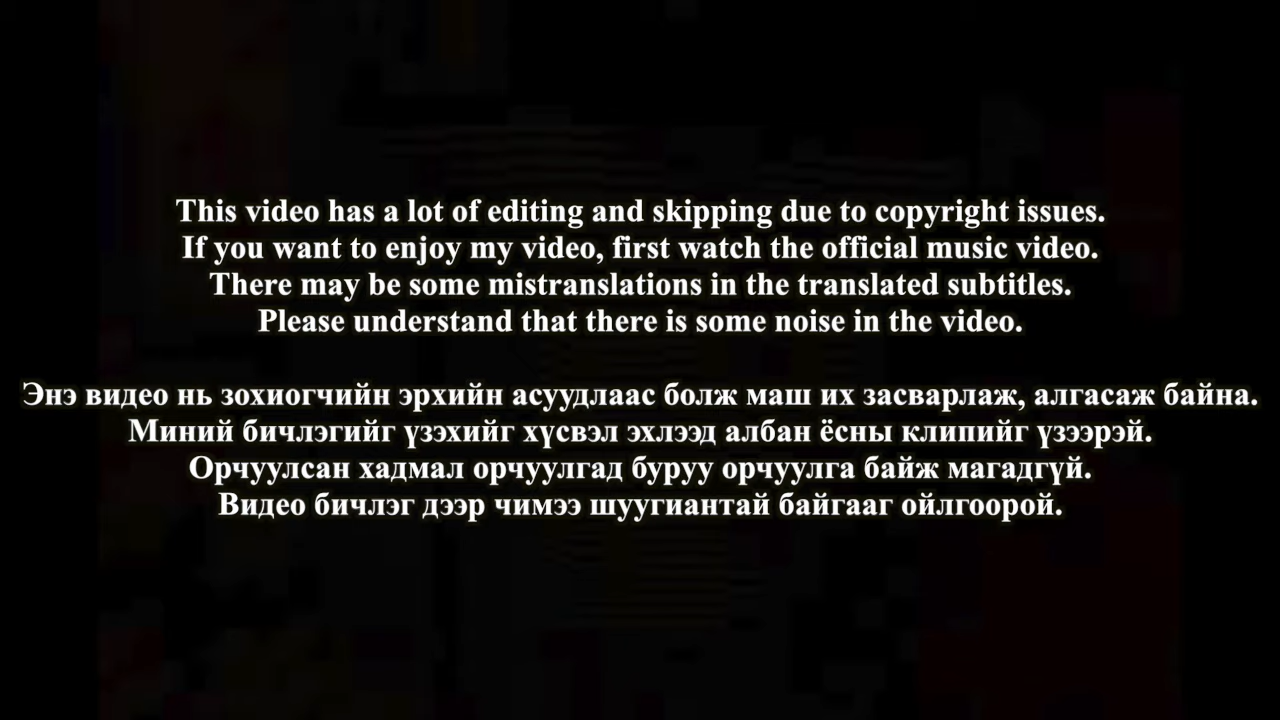 This video has a lot of editing and skipping due to copyright issues.
If you want to enjoy my video, first watch the official music video.
There may be some mistranslations in the translated subtitles.
Please understand that there is some noise in the video.
Энэ видео нь зохиогчийн эрхийн асуудлаас болж маш их засварлаж, алгасаж байна.
Миний бичлэгийг үзэхийг хүсвэл эхлээд албан ёсны клипийг үзээрэй.
Орчуулсан хадмал орчуулгад буруу орчуулга байж магадгүй.
Видео бичлэг дээр чимээ шуугиантай байгааг ойлгоорой.